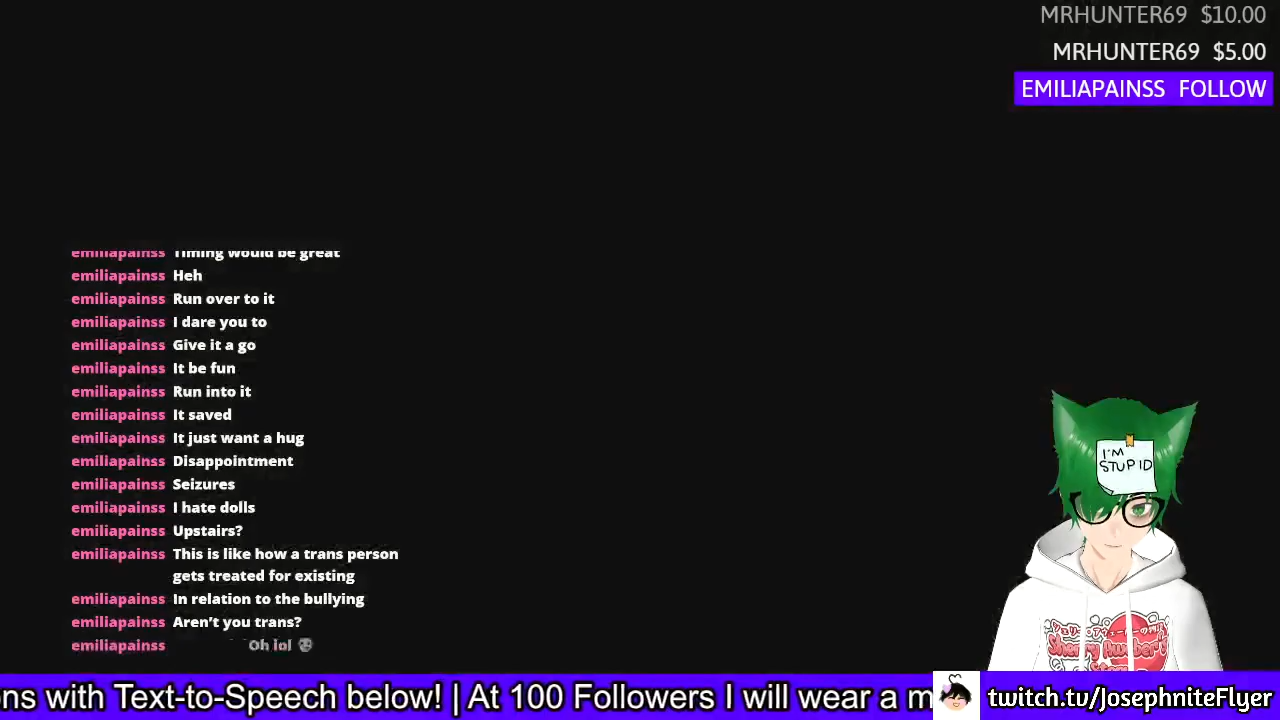 MRHUNTER69 $10.00
MRHUNTER69 $5.00
EMILIAPAINSS FOLLOW
emiliapainss Timing would be great
emiliapainss Heh
emiliapainss Run over to it
emiliapainss I dare you to
emiliapainss Give it a go
emiliapainss It be fun
emiliapainss Run into it
emiliapainss It saved
emiliapainss It just want a hug
emiliapainss Disappointment
emiliapainss Seizures
emiliapainss I hate dolls
emiliapainss Upstairs?
emiliapainss This is like how a trans person
gets treated for existing
emiliapainss In relation to the bullying
emiliapainss Aren’t you trans?
emiliapainss Oh lol
I'M
STUPID
ons with Text-to-Speech below! | At 100 Followers I will wear a m
twitch.tv/JosephniteFlyer